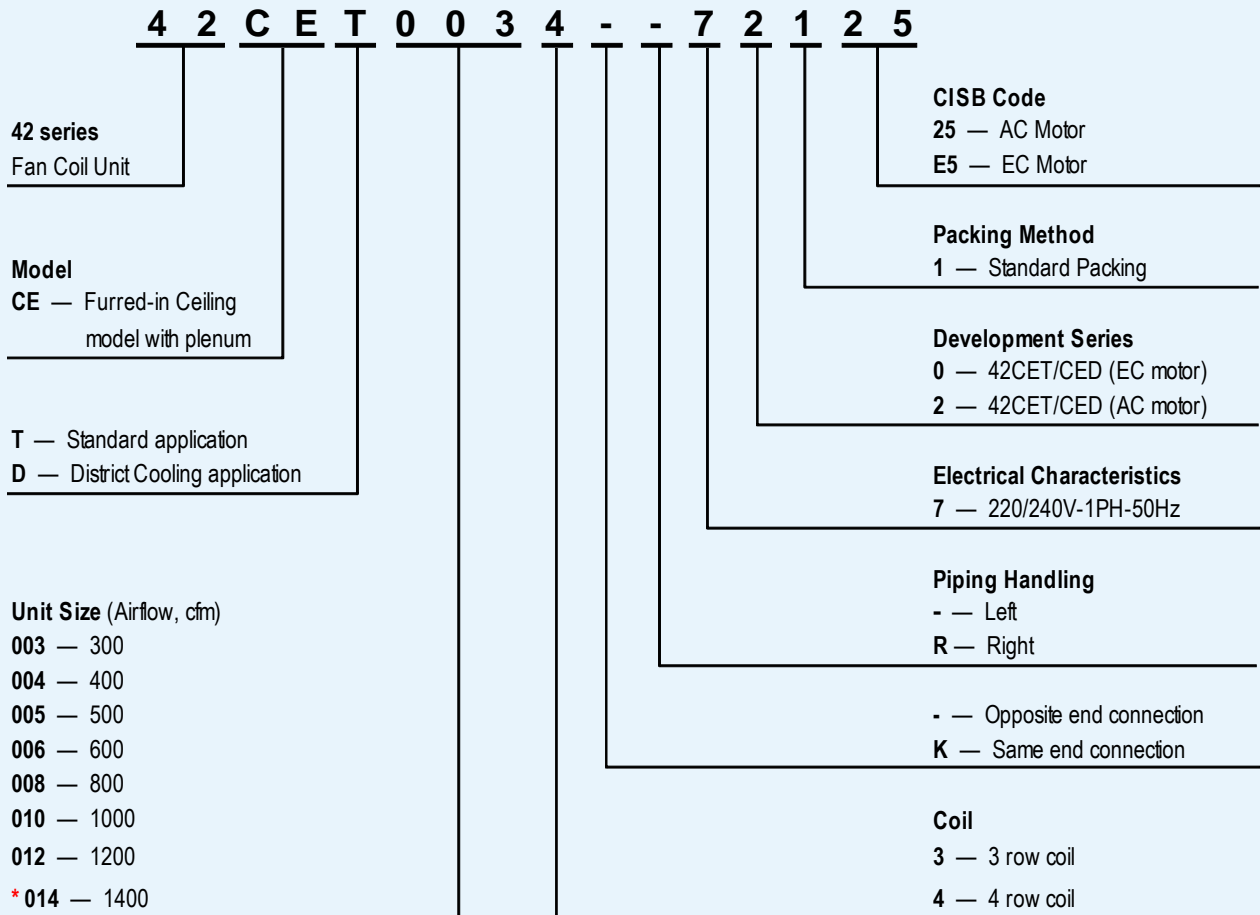 4 2 C E T 0 0 3 4 - - 7 2 1 2 5
42 series
Fan Coil Unit
Model
CE — Furred-in Ceiling
model with plenum
T — Standard application
D — District Cooling application
Unit Size (Airflow, cfm)
003 — 300
004 — 400
005 — 500
006 — 600
008 — 800
010 — 1000
012 — 1200
* 014 — 1400
CISB Code
25 — AC Motor
E5 — EC Motor
Packing Method
1 — Standard Packing
Development Series
0 — 42CET/CED (EC motor)
2 — 42CET/CED (AC motor)
Electrical Characteristics
7 — 220/240V-1PH-50Hz
Piping Handling
- — Left
R — Right
- — Opposite end connection
K — Same end connection
Coil
3 — 3 row coil
4 — 4 row coil